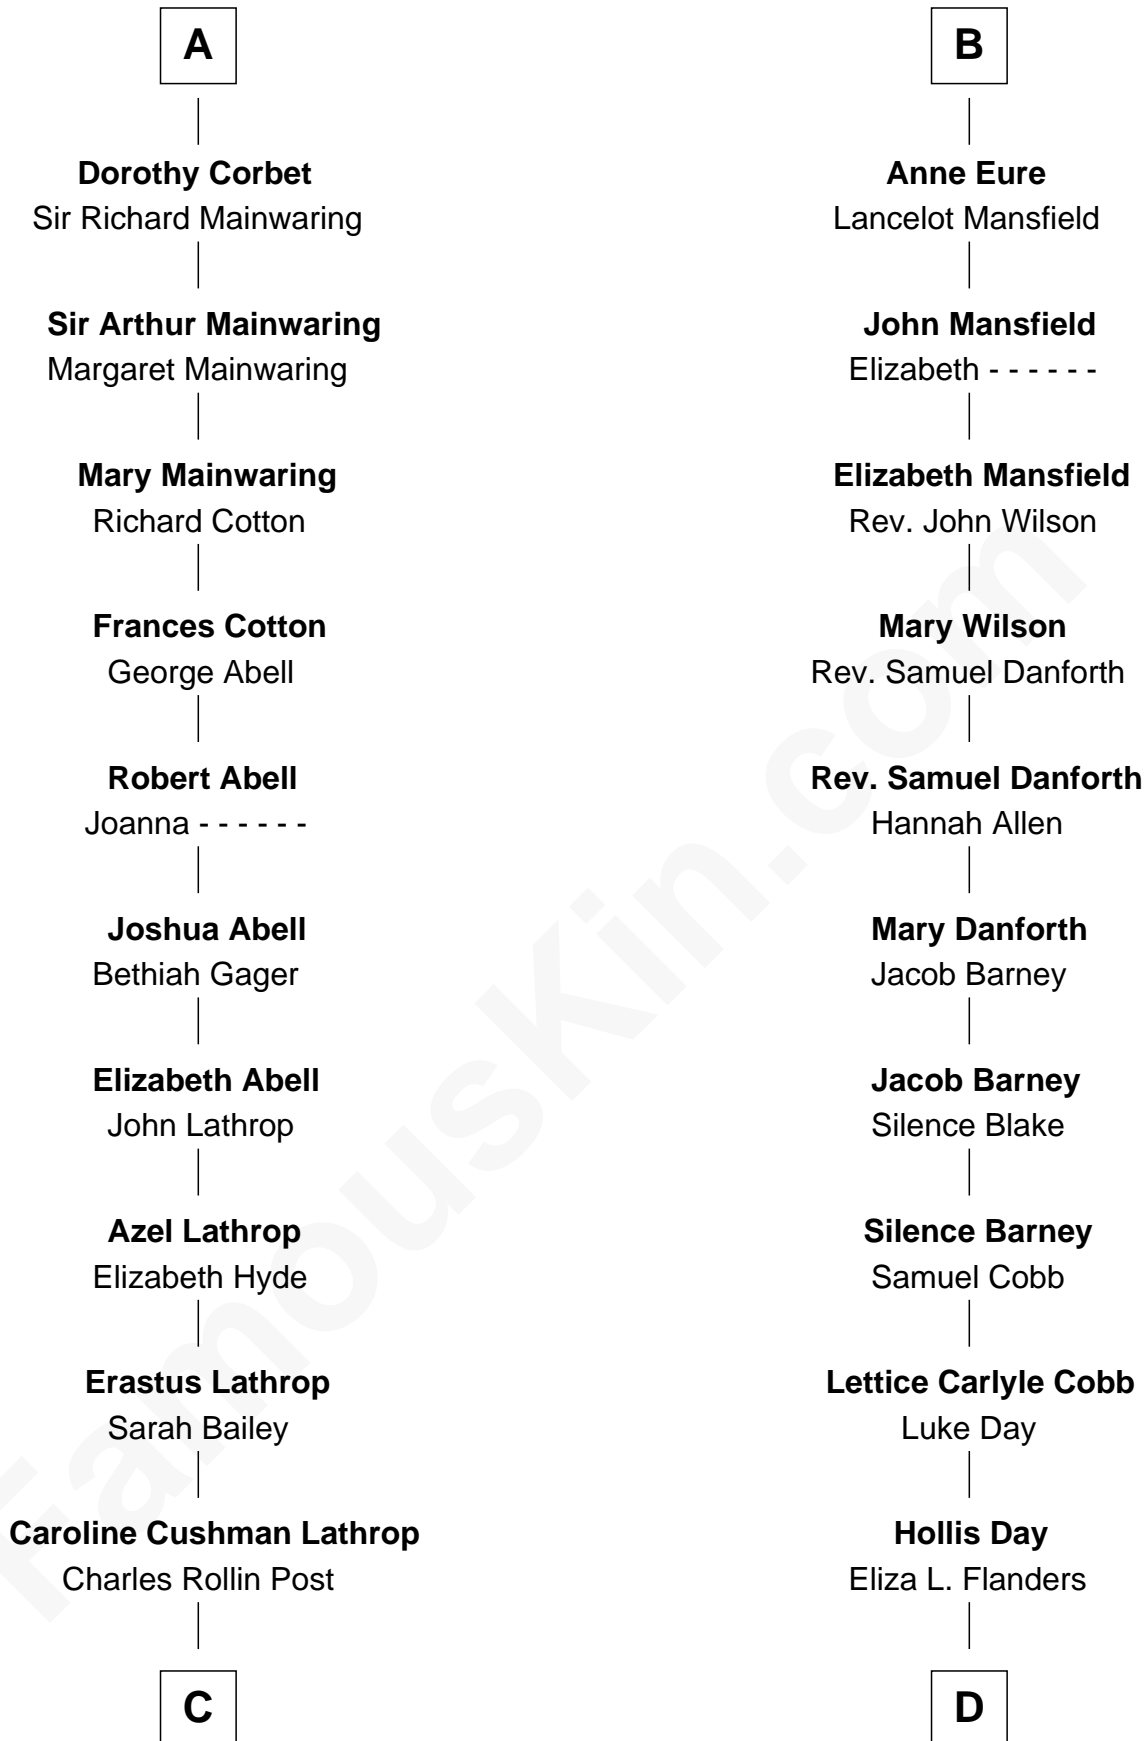 A
Dorothy Corbet
Sir Richard Mainwaring
Sir Arthur Mainwaring
Margaret Mainwaring
Mary Mainwaring
Richard Cotton
Frances Cotton
George Abell
Robert Abell
Joanna - - - - - -
Joshua Abell
Bethiah Gager
Elizabeth Abell
John Lathrop
Azel Lathrop
Elizabeth Hyde
Erastus Lathrop
Sarah Bailey
Caroline Cushman Lathrop
Charles Rollin Post
C
B
Anne Eure
Lancelot Mansfield
John Mansfield
Elizabeth - - - - - -
Elizabeth Mansfield
Rev. John Wilson
Mary Wilson
Rev. Samuel Danforth
Rev. Samuel Danforth
Hannah Allen
Mary Danforth
Jacob Barney
Jacob Barney
Silence Blake
Silence Barney
Samuel Cobb
Lettice Carlyle Cobb
Luke Day
Hollis Day
Eliza L. Flanders
D
FamousKin.com